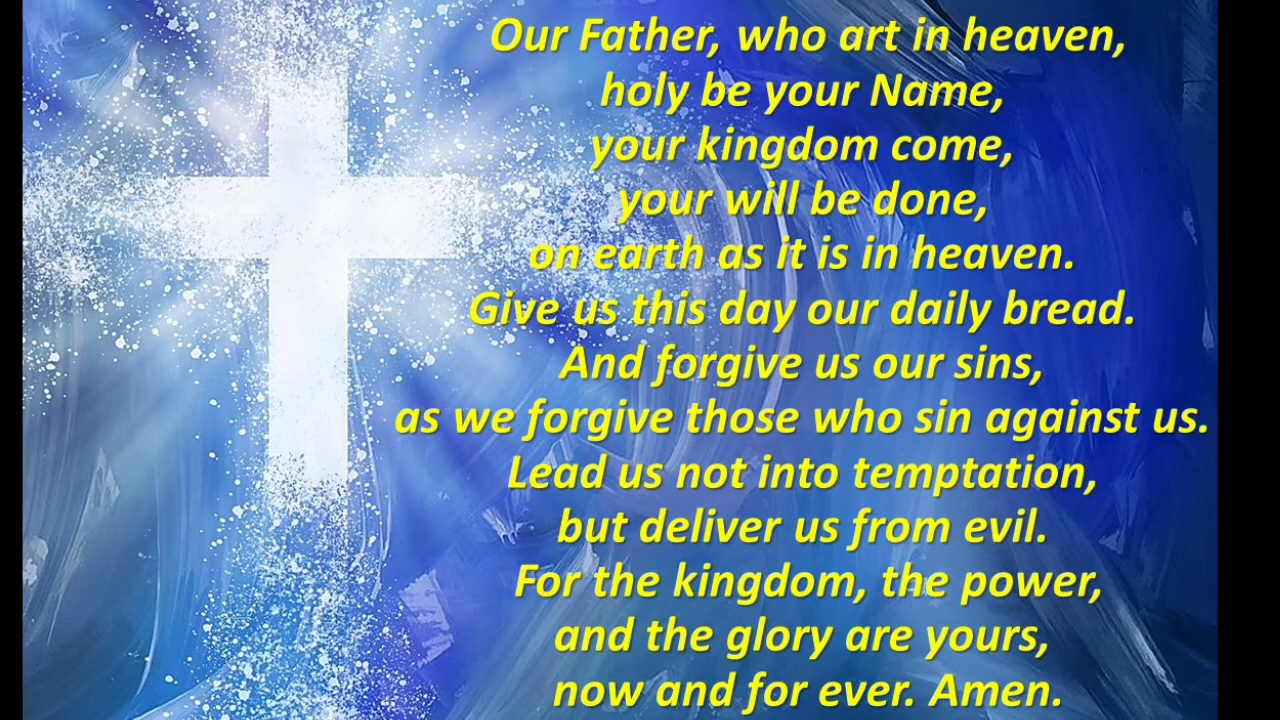 Our Father, who art in heaven,
holy be your Name,
your kingdom come,
your will be done,
on earth as it is in heaven.
Give us this day our daily bread.
And forgive us our sins,
as we forgive those who sin against us.
Lead us not into temptation,
but deliver us from evil.
For the kingdom, the power,
and the glory are yours,
now and for ever. Amen.